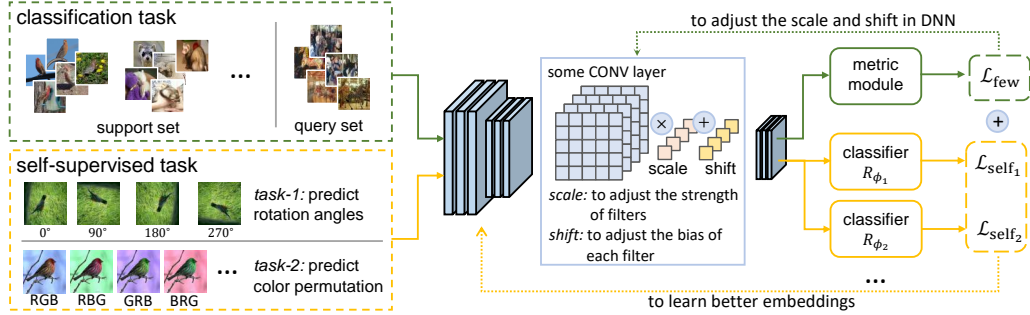 classification task
support set
query set
...
self-supervised task
task-1: predict
rotation angles
0° 90° 180° 270°
task-2: predict
color permutation
...
RGB RBG GRB BRG
to adjust the scale and shift in DNN
some CONV layer
× +
scale shift
scale: to adjust the strength
of filters
shift: to adjust the bias of
each filter
metric
module
ℒfew
+
classifier
Rϕ1
ℒself1
classifier
Rϕ2
ℒself2
...
to learn better embeddings